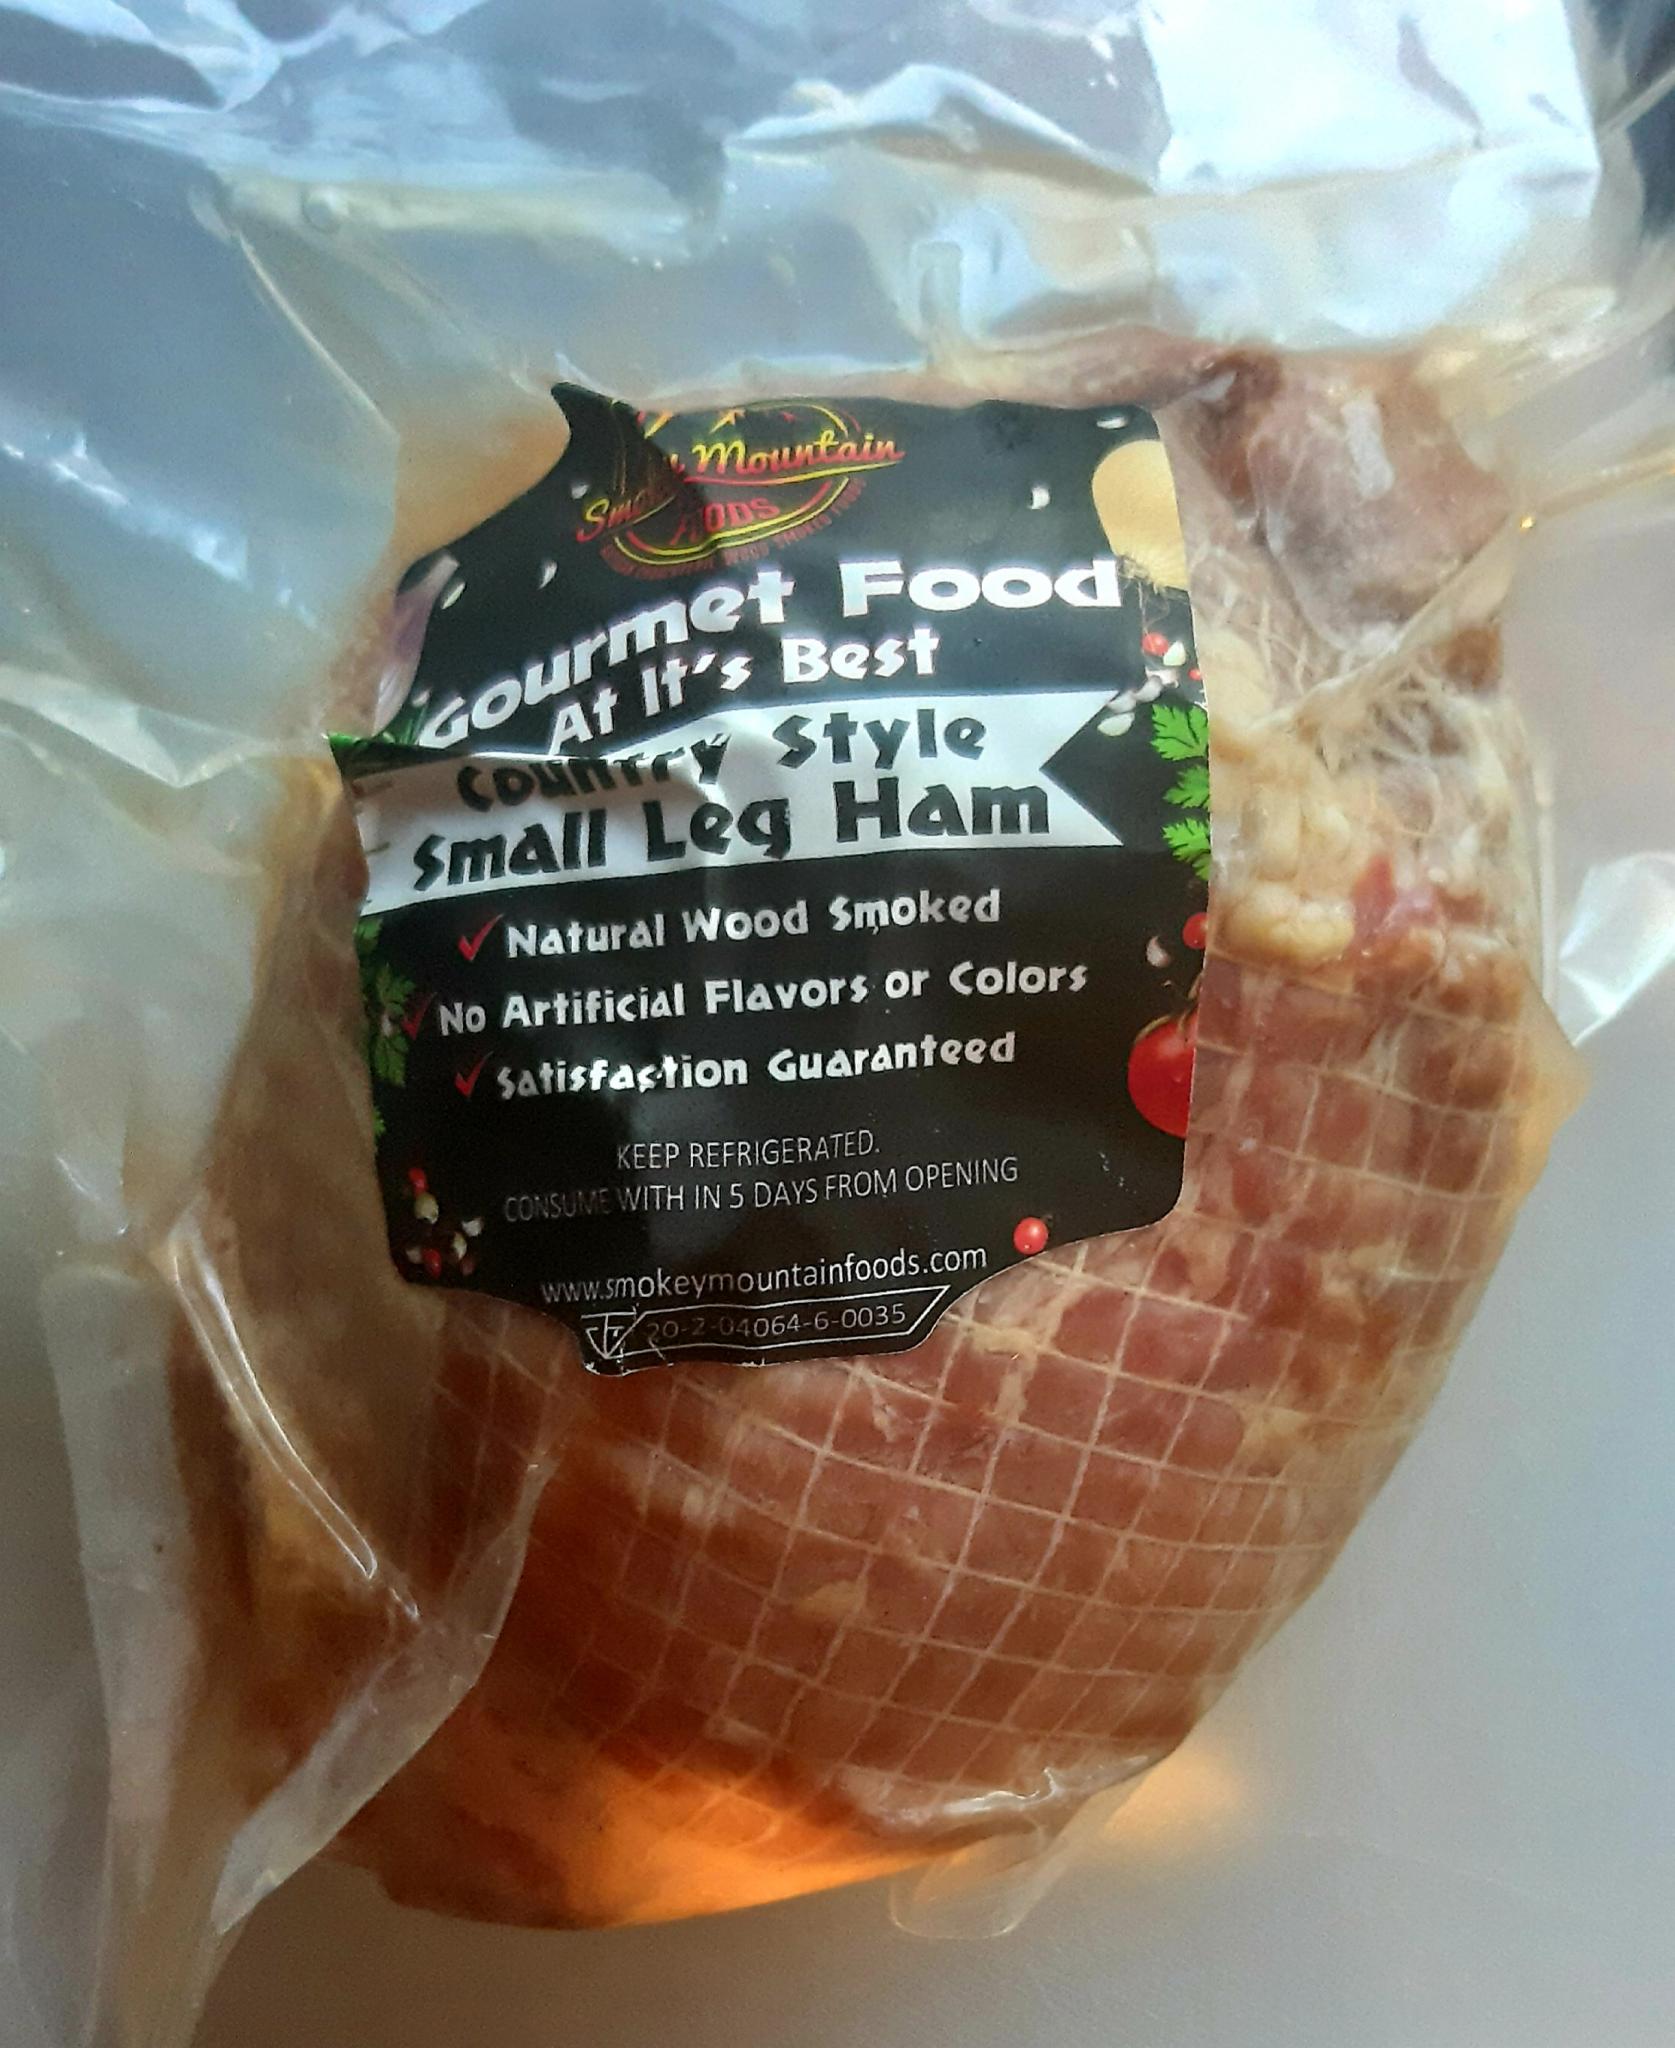 Mountain
FOODS
Gourmet Food
At It's Best
Country Style
Small Leg Ham
Natural Wood Smoked
No Artificial Flavors or Colors
Satisfaction Guaranteed
KEEP REFRIGERATED.
CONSUME WITH IN 5 DAYS FROM OPENING
www.smokeymountainfoods.com
20-2-04064-6-0035